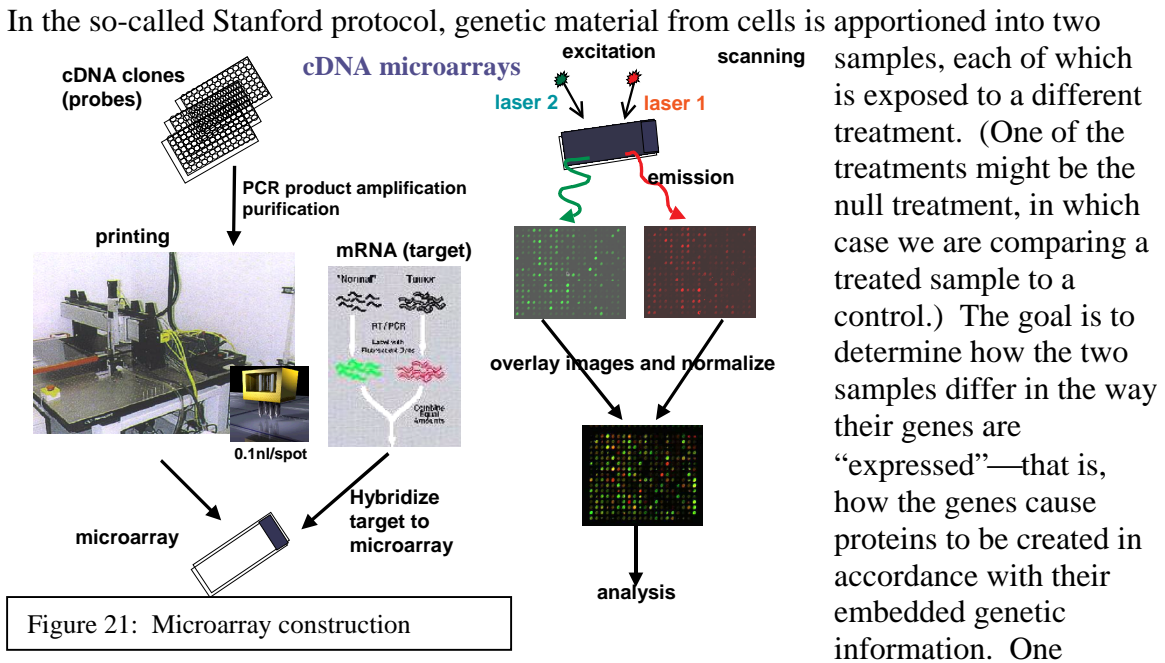 In the so-called Stanford protocol, genetic material from cells is apportioned into two
samples, each of which
is exposed to a different
treatment. (One of the
treatments might be the
null treatment, in which
case we are comparing a
treated sample to a
control.) The goal is to
determine how the two
samples differ in the way
their genes are
“expressed”—that is,
how the genes cause
proteins to be created in
accordance with their
embedded genetic
information. One
cDNA microarrays
cDNA clones
(probes)
PCR product amplification
purification
printing
0.1nl/spot
mRNA (target)
"Normal" Tumor
RT/PCR
Label with
Fluorescent Dyes
Combine
Equal
Amounts
Hybridize
target to
microarray
microarray
excitation
scanning
laser 2
laser 1
emission
overlay images and normalize
analysis
Figure 21: Microarray construction